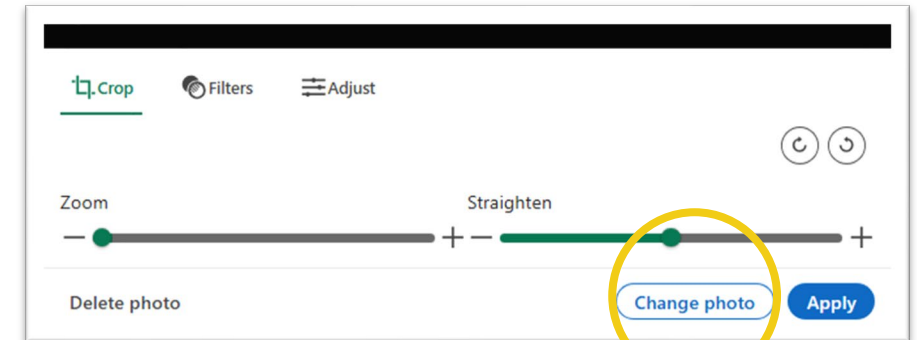 Crop Filters Adjust
Zoom Straighten
Delete photo Change photo Apply